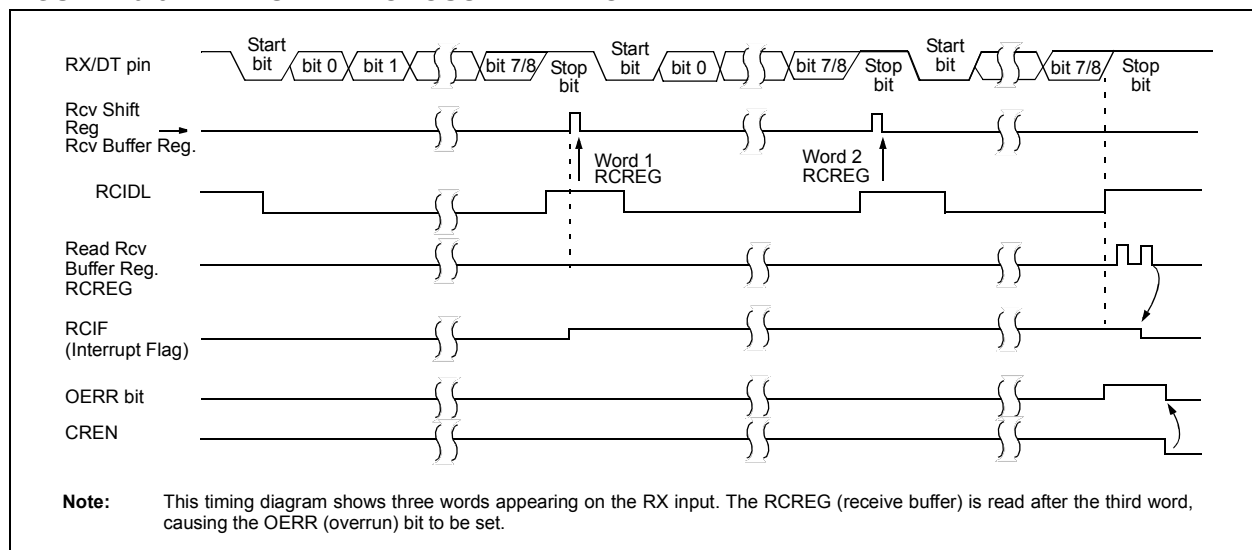 Start
bit
bit 0
bit 1
bit 7/8
Stop
bit
Start
bit
bit 0
bit 7/8
Stop
bit
Start
bit
bit 7/8
Stop
bit
RX/DT pin
Rcv Shift
Reg
Rcv Buffer Reg.
Word 1
RCREG
Word 2
RCREG
RCIDL
Read Rcv
Buffer Reg.
RCREG
RCIF
(Interrupt Flag)
OERR bit
CREN
Note: This timing diagram shows three words appearing on the RX input. The RCREG (receive buffer) is read after the third word,
causing the OERR (overrun) bit to be set.